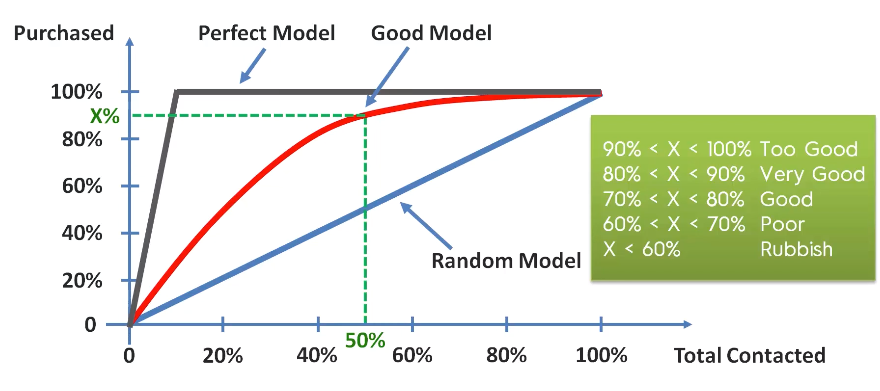 Purchased
Perfect Model
Good Model
100%
X%
80%
60%
40%
20%
0
90% < X < 100% Too Good
80% < X < 90% Very Good
70% < X < 80% Good
60% < X < 70% Poor
X < 60% Rubbish
Random Model
50%
0 20% 40% 60% 80% 100% Total Contacted